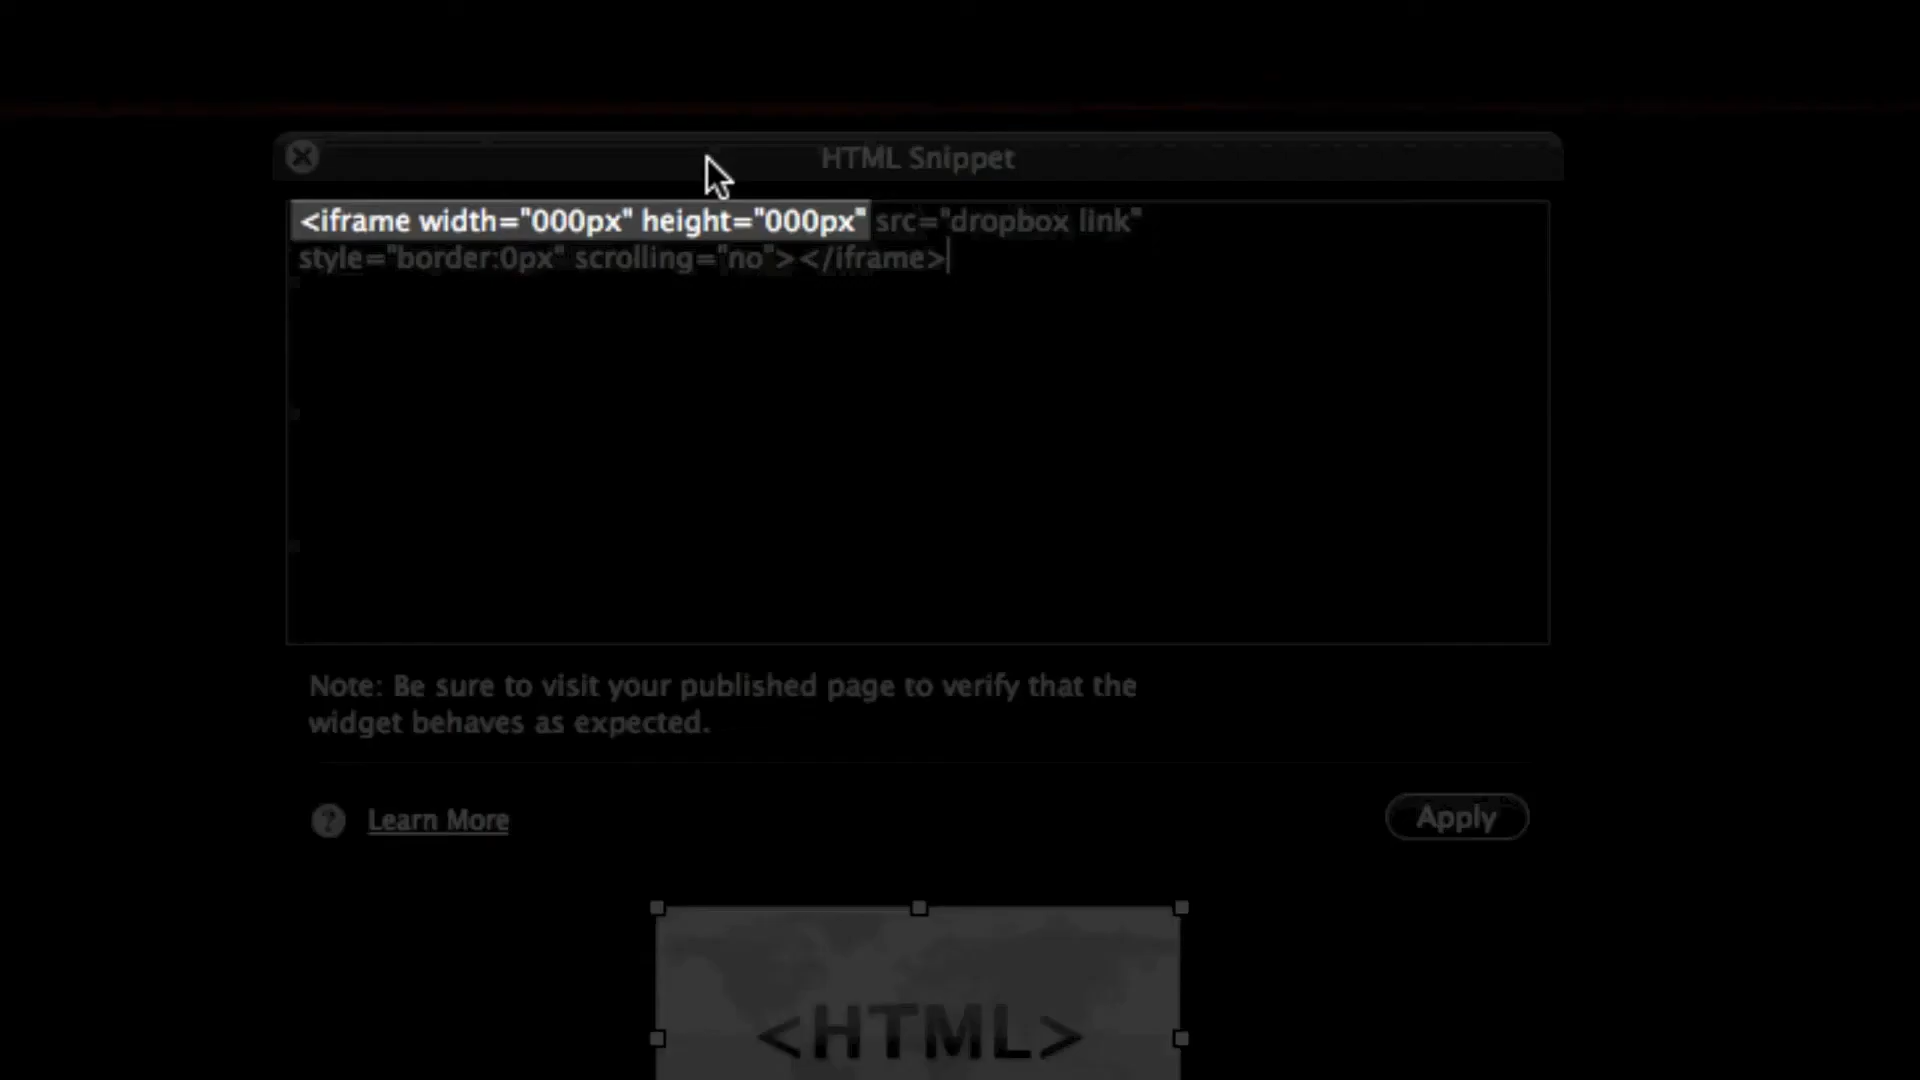 HTML Snippet
<iframe width="000px" height="000px" src="dropbox link"
style="border:0px" scrolling="no"></iframe>
Note: Be sure to visit your published page to verify that the
widget behaves as expected.
? Learn More
Apply
<HTML>